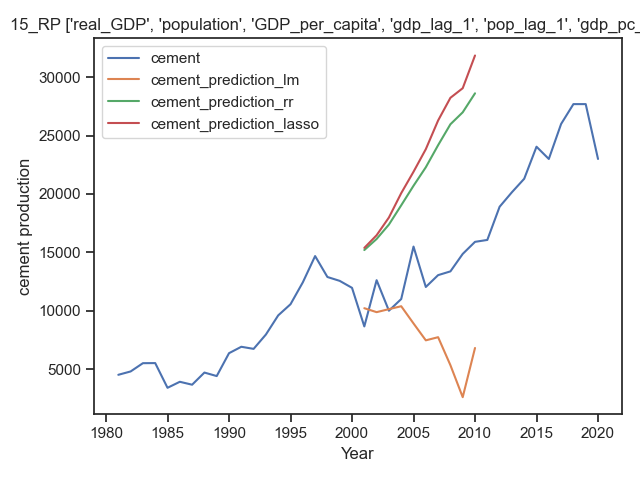 15_RP ['real_GDP', 'population', 'GDP_per_capita', 'gdp_lag_1', 'pop_lag_1', 'gdp_pc_
cement
cement_prediction_lm
cement_prediction_rr
cement_prediction_lasso
30000
25000
20000
15000
10000
5000
cement production
1980 1985 1990 1995 2000 2005 2010 2015 2020
Year